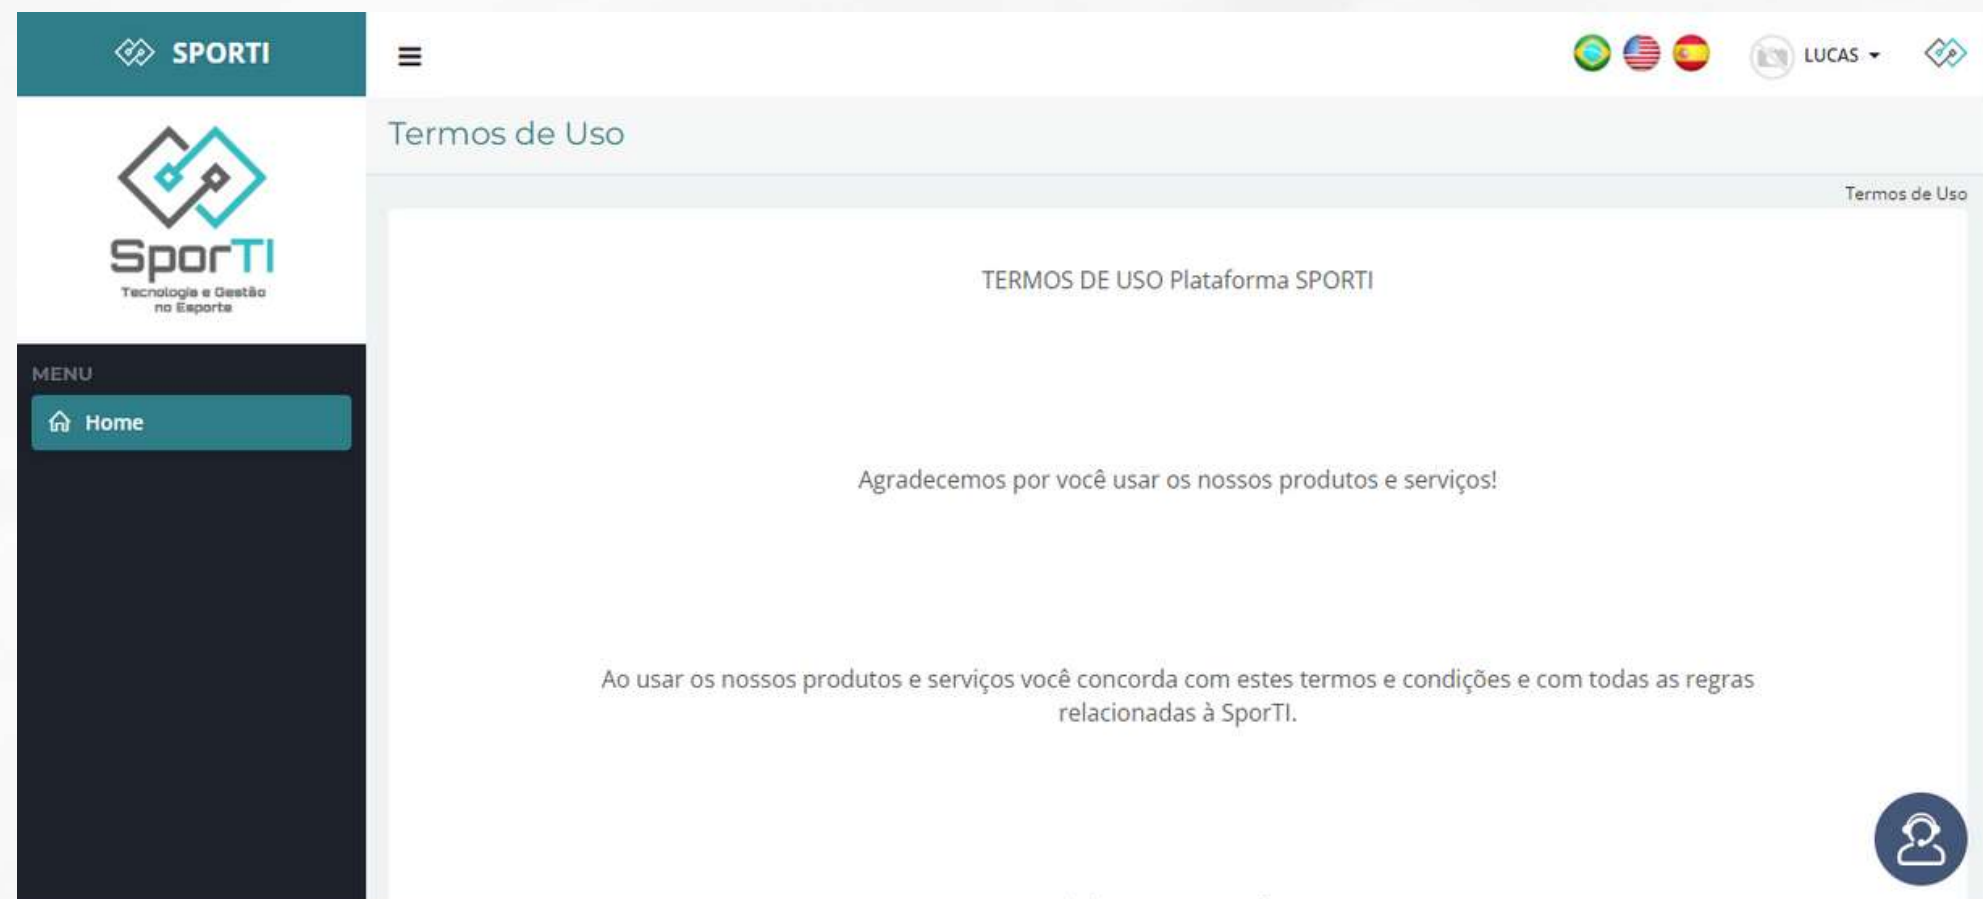 SPORTI
LUCAS
SporTI
Tecnologia e Gestão
no Esporte
MENU
Home
Termos de Uso
Termos de Uso
TERMOS DE USO Plataforma SPORTI
Agradecemos por você usar os nossos produtos e serviços!
Ao usar os nossos produtos e serviços você concorda com estes termos e condições e com todas as regras
relacionadas à SporTI.